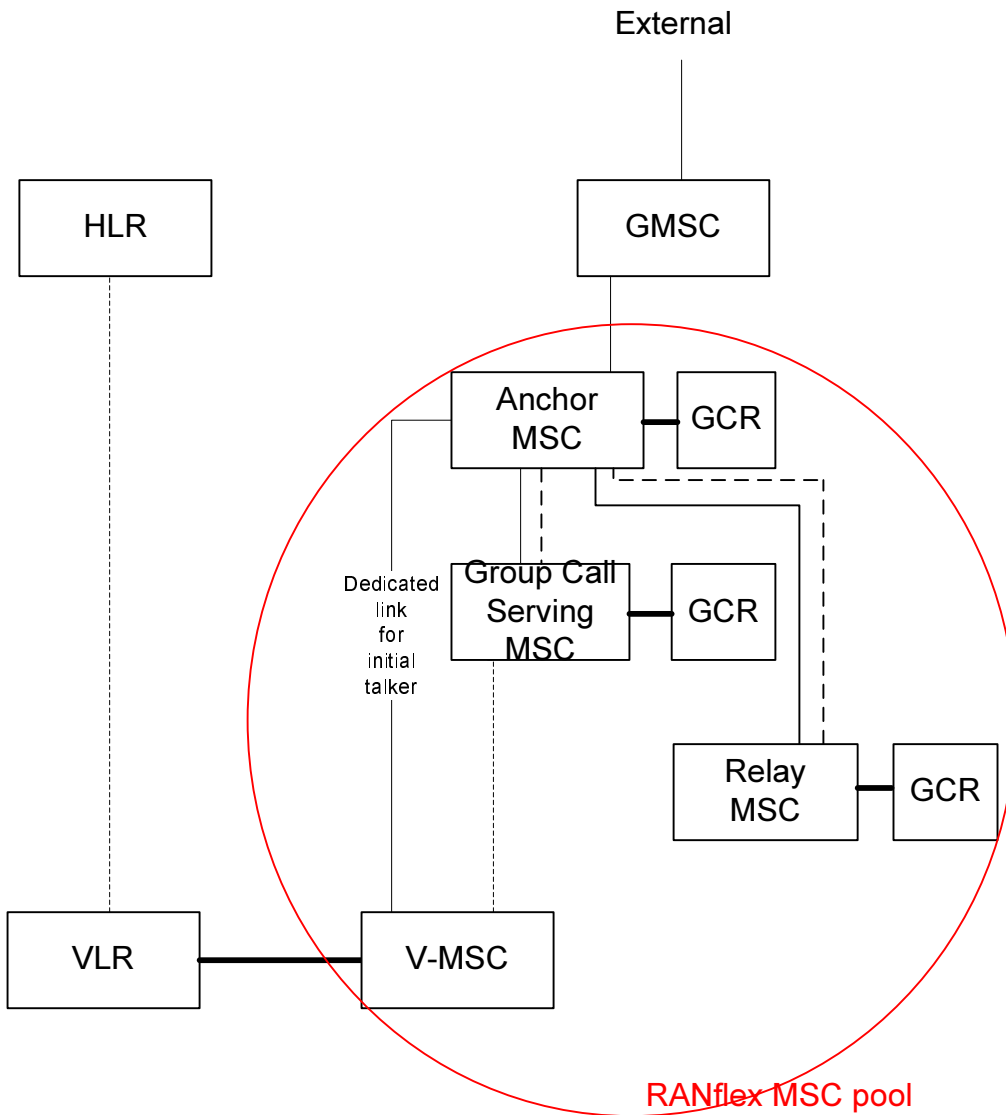 External
HLR
GMSC
Anchor
MSC
GCR
Group Call
Serving
MSC
GCR
Dedicated
link
for
initial
talker
Relay
MSC
GCR
VLR
V-MSC
RANflex MSC pool